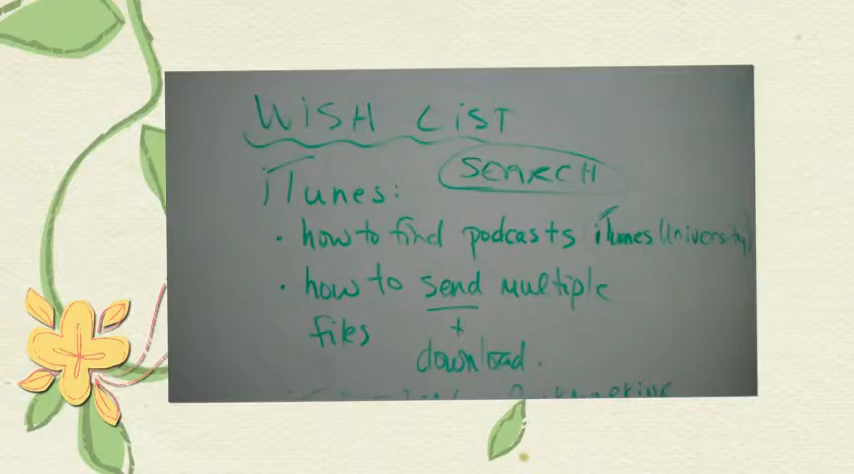 WISH LIST
SEARCH
iTunes:
• how to find podcasts iTunes University
• how to send multiple
files +
download.